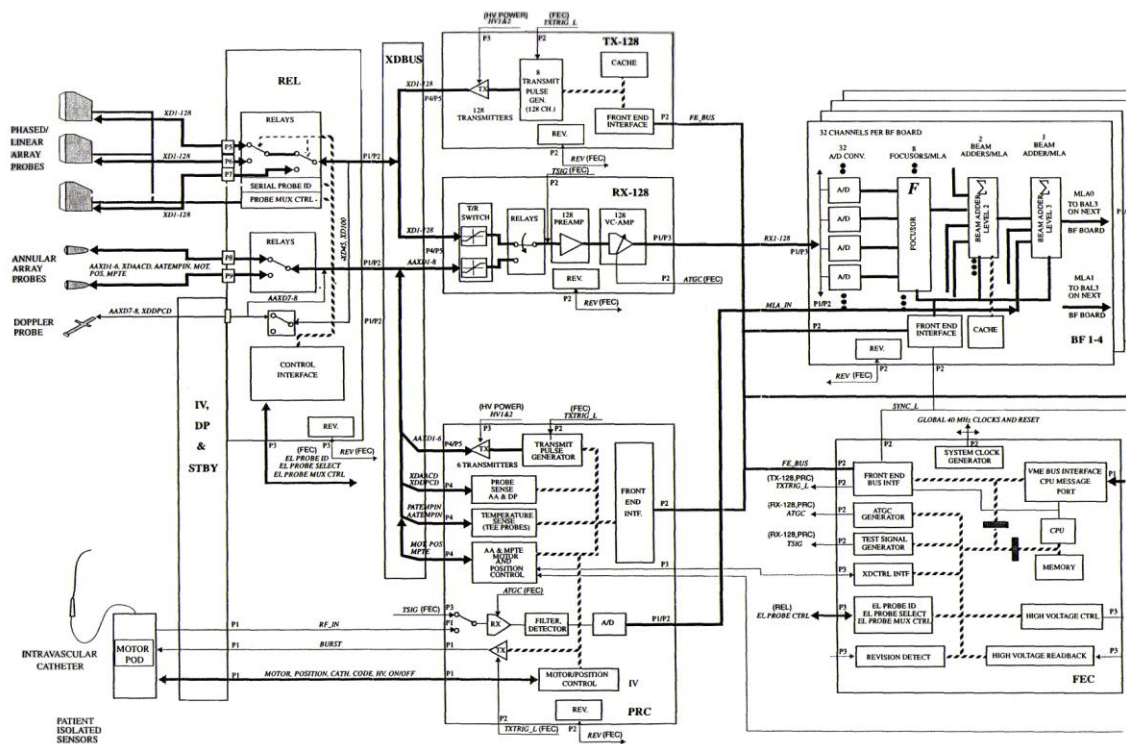 PHASED/
LINEAR
ARRAY
PROBES
XD1-128
XD1-128
XD1-128
ANNULAR
ARRAY
PROBES
AAXD1-6, XDAACD, AATEMPIN, MOT,
POS, MPTE
DOPPLER
PROBE
AAXD7-8, XDDPCD
REL
RELAYS
P5
P6
P7
SERIAL PROBE ID
PROBE MUX CTRL
P1/P2
XD45, XD100
P8
P9
RELAYS
P1/P2
P1/P2
CONTROL
INTERFACE
REV.
P3
P3
REV (FEC)
(FEC)
EL PROBE ID
EL PROBE SELECT
EL PROBE MUX CTRL
IV,
DP
&
STBY
XDBUS
TX-128
(HV POWER)
HV1&2
P3
(FEC)
TXTRIG_L
P2
XD1-128
P4/P5
TX
128
TRANSMITTERS
8
TRANSMIT
PULSE
GEN.
(128 CH.)
CACHE
FRONT END
INTERFACE
P2
FE_BUS
REV.
P2
REV (FEC)
TSIG (FEC)
P2
RX-128
XD1-128
P4/P5
AAXD1-8
T/R
SWITCH
RELAYS
128
PREAMP
128
VC-AMP
P1/P3
RX1-128
P1/P3
REV.
P2
REV (FEC)
P2
ATGC (FEC)
MLA_IN
P1/P2
32 CHANNELS PER BF BOARD
32
A/D CONV.
8
FOCUSORS/MLA
2
BEAM
ADDERS/MLA
1
BEAM
ADDER/MLA
A/D
A/D
A/D
A/D
F
FOCUSOR
Σ
BEAM ADDER
LEVEL 2
Σ
BEAM ADDER
LEVEL 3
MLA0
TO BAL3
ON NEXT
BF BOARD
MLA1
TO BAL3
ON NEXT
BF BOARD
P2
FRONT END
INTERFACE
CACHE
P2
REV.
P2
REV (FEC)
BF 1-4
SYNC_L
GLOBAL 40 MHz CLOCKS AND RESET
(HV POWER)
HV1&2
P3
(FEC)
TXTRIG_L
P2
AAXD1-6
P4/P5
TX
6 TRANSMITTERS
TRANSMIT
PULSE
GENERATOR
XDAACD
XDDPCD
P4
PROBE
SENSE
AA & DP
PATEMPIN
AATEMPIN
P4
TEMPERATURE
SENSE
(TEE PROBES)
MOT, POS
MPTE
P4
AA & MPTE
MOTOR
AND
POSITION
CONTROL
FRONT
END
INTF.
P2
P3
P3
TSIG (FEC)
P3
P1
ATGC (FEC)
RX
FILTER,
DETECTOR
A/D
P1/P2
TX
MOTOR/POSITION
CONTROL
IV
P2
TXTRIG_L (FEC)
REV.
P2
REV (FEC)
PRC
INTRAVASCULAR
CATHETER
MOTOR
POD
P1
RF_IN
P1
BURST
P1
P1
MOTOR, POSITION, CATH. CODE, HV, ON/OFF
P1
PATIENT
ISOLATED
SENSORS
P2
SYSTEM CLOCK
GENERATOR
P2
FE_BUS
P2
(TX-128,PRC)
TXTRIG_L
P2
FRONT END
BUS INTF
VME BUS INTERFACE
CPU MESSAGE
PORT
P1
(RX-128,PRC)
ATGC
P2
ATGC
GENERATOR
CPU
(RX-128,PRC)
TSIG
P2
TEST SIGNAL
GENERATOR
MEMORY
P3
XDCTRL INTF
(REL)
EL PROBE CTRL
P3
EL PROBE ID
EL PROBE SELECT
EL PROBE MUX CTRL
HIGH VOLTAGE CTRL
P3
P3
REVISION DETECT
HIGH VOLTAGE READBACK
P3
FEC